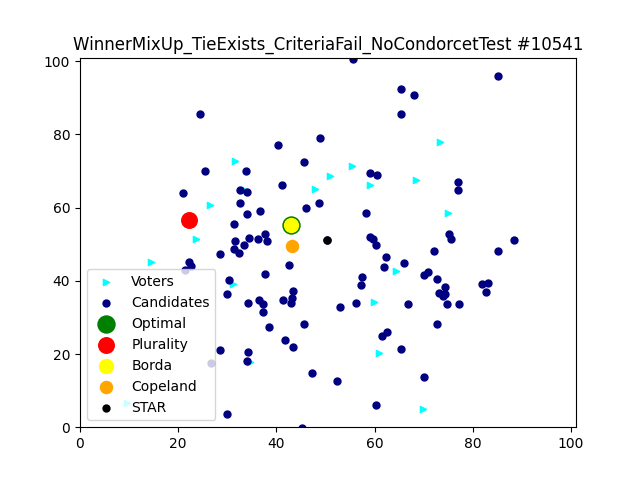 WinnerMixUp_TieExists_CriteriaFail_NoCondorcetTest #10541
100
80
60
40
20
0
Voters
Candidates
Optimal
Plurality
Borda
Copeland
STAR
0 20 40 60 80 100